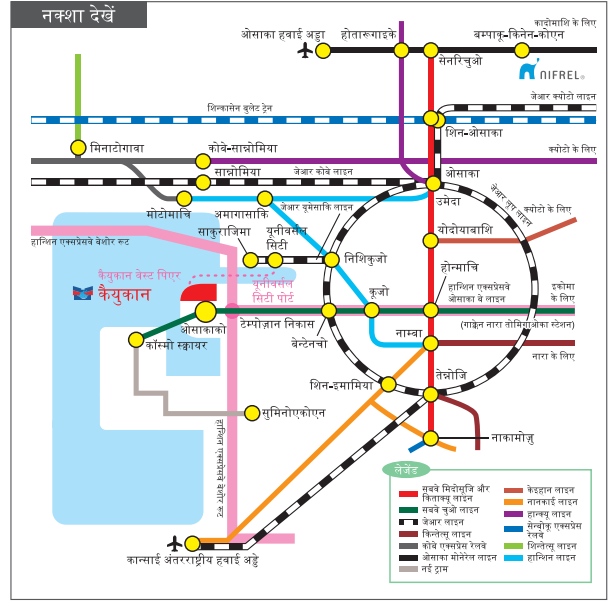 नक्शा देखें
कादोमाशि के लिए
ओसाका हवाई अड्डा
होतारूगाइके
बम्पाकू-किनेन-कोएन
सेनरिचुओ
NIFREL
जेआर क्योटो लाइन
शिन्कासेन बुलेट ट्रेन
शिन-ओसाका
मिनाटोगावा
कोबे-सान्नोमिया
क्योटो के लिए
सान्नोमिया
जेआर कोबे लाइन
ओसाका
उमेदा
जेआर लूप लाइन
मोटोमाचि
अमागासाकि
जेआर यूमेसाकि लाइन
क्योटो के लिए
साकुराजिमा
यूनीवर्सल
सिटी
योदोयाबाशि
हान्शिन एक्सप्रेसवे बेशोर रूट
निशिकुजो
होन्माचि
कैयुकान वेस्ट पिएर
कैयुकान
यूनीवर्सल
सिटी पोर्ट
कूजो
हान्शिन एक्सप्रेसवे
ओसाका बे लाइन
इकोमा
के लिए
ओसाकाको
टेम्पोज़ान निकास
बेन्टेनचो
नाम्बा
(गाक्केन नारा तोमिगाओका स्टेशन)
कॉस्मो स्क्वायर
नारा के लिए
तेन्नोजि
शिन-इमामिया
सुमिनोएकोएन
हान्शिन एक्सप्रेसवे बेशोर रूट
नाकामोज़ु
कान्साई अंतरराष्ट्रीय हवाई अड्डे
लेजेंड
सबवे मिदोसूजि और
किताक्यू लाइन
सबवे चुओ लाइन
जेआर लाइन
किन्तेत्सू लाइन
कोबे एक्सप्रेस रेलवे
ओसाका मोनेरेल लाइन
नई ट्राम
केइहान लाइन
नानकाई लाइन
हान्क्यू लाइन
सेन्बोकू एक्सप्रेस
रेलवे
शिन्तेत्सू लाइन
हान्शिन लाइन